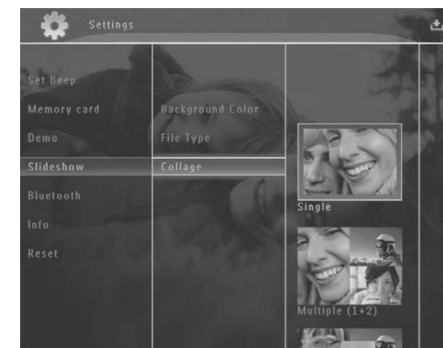 Settings
Set Beep
Memory card
Demo
Slideshow
Bluetooth
Info
Reset
Background Color
File Type
Collage
Single
Multiple (1+2)